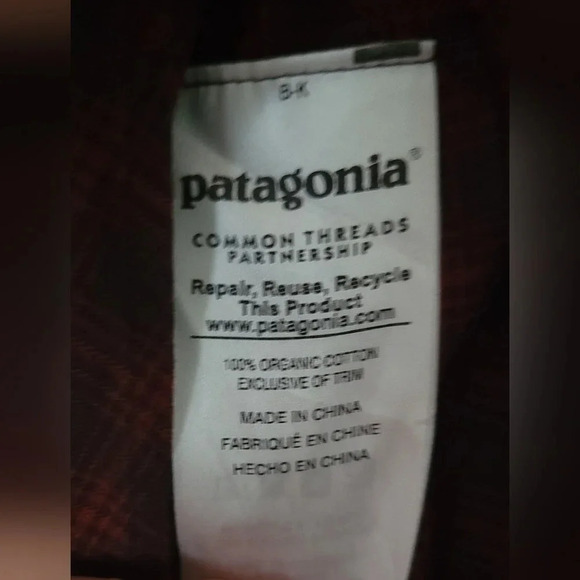 B-K
patagonia®
COMMON THREADS
PARTNERSHIP
Repair, Reuse, Recycle
This Product
www.patagonia.com
100% ORGANIC COTTON
EXCLUSIVE OF TRIM
MADE IN CHINA
FABRIQUÉ EN CHINE
HECHO EN CHINA